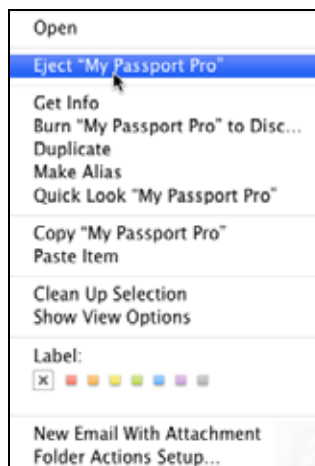 Open
Eject “My Passport Pro”
Get Info
Burn “My Passport Pro” to Disc...
Duplicate
Make Alias
Quick Look “My Passport Pro”
Copy “My Passport Pro”
Paste Item
Clean Up Selection
Show View Options
Label:
New Email With Attachment
Folder Actions Setup...